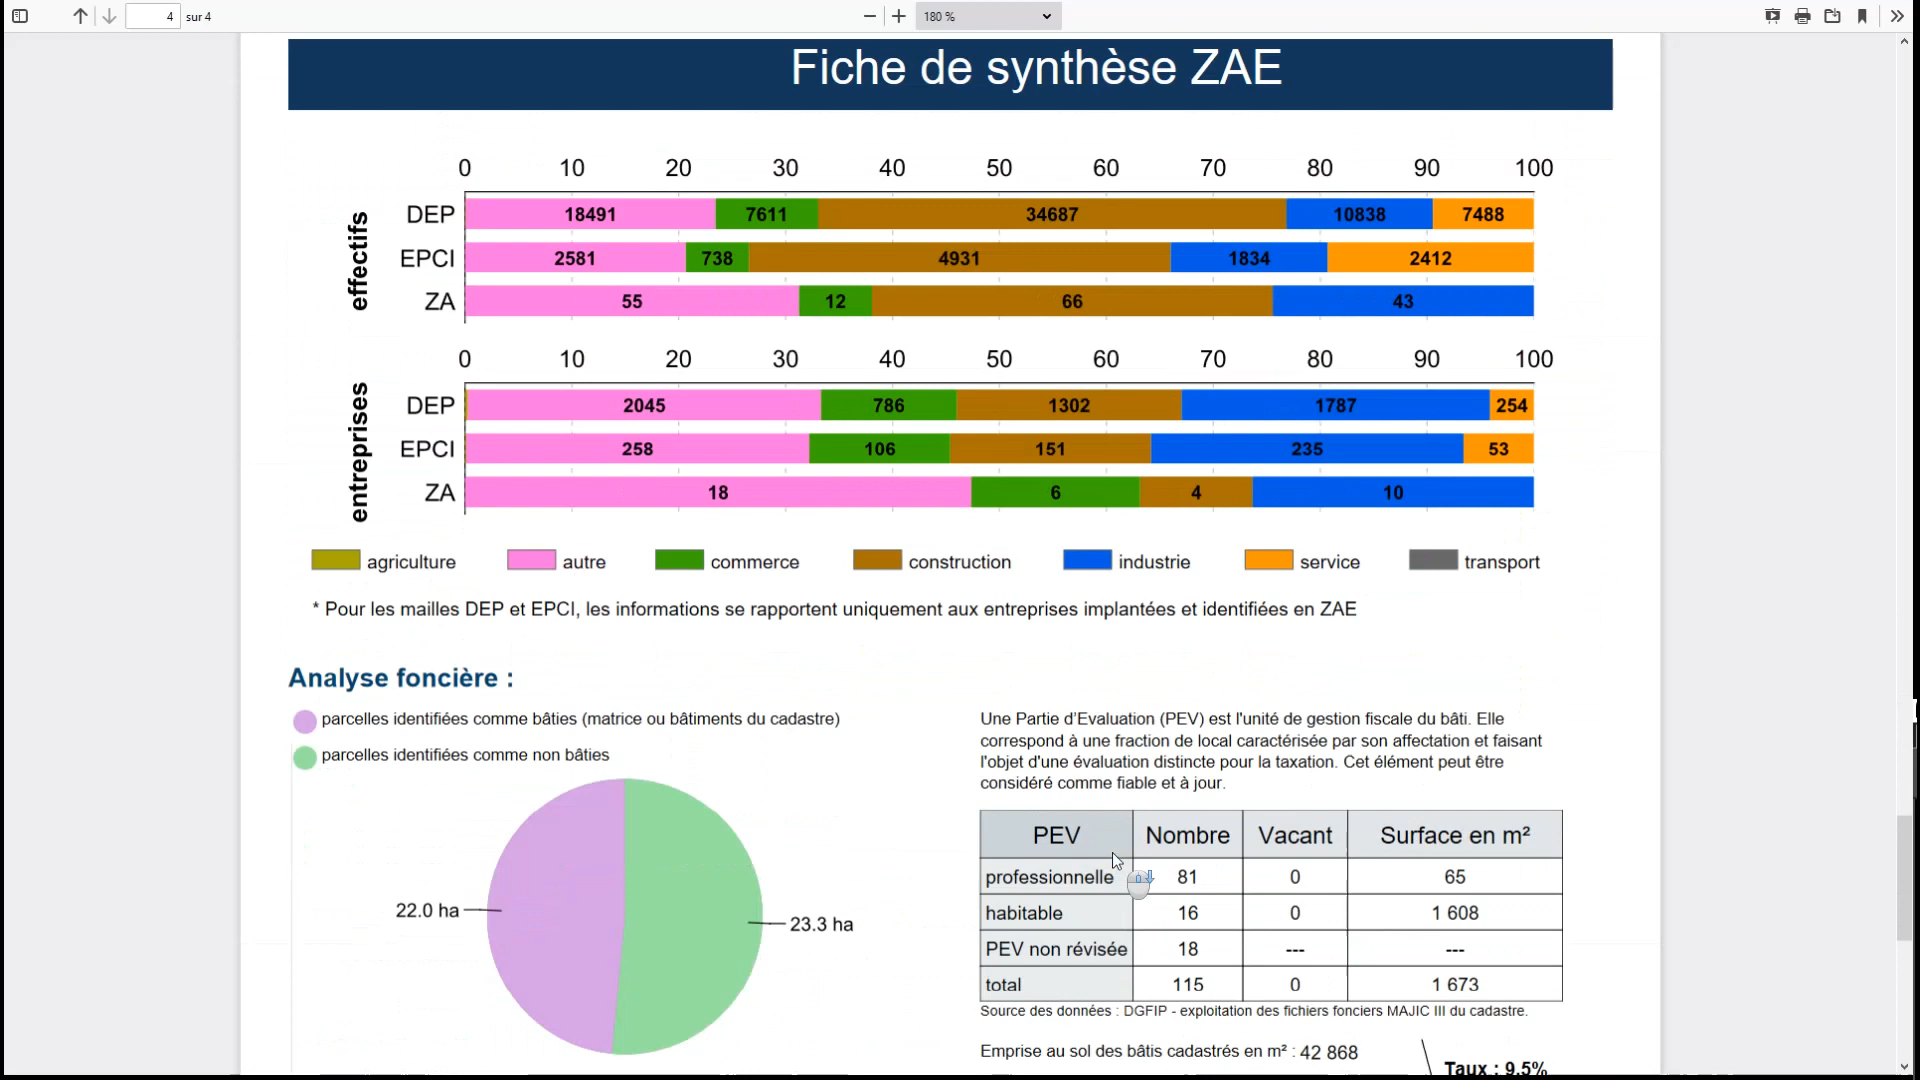 4 sur 4
180 %
Fiche de synthèse ZAE
0 10 20 30 40 50 60 70 80 90 100
effectifs
DEP 18491 7611 34687 10838 7488
EPCI 2581 738 4931 1834 2412
ZA 55 12 66 43
0 10 20 30 40 50 60 70 80 90 100
entreprises
DEP 2045 786 1302 1787 254
EPCI 258 106 151 235 53
ZA 18 6 4 10
agriculture autre commerce construction industrie service transport
* Pour les mailles DEP et EPCI, les informations se rapportent uniquement aux entreprises implantées et identifiées en ZAE
Analyse foncière :
parcelles identifiées comme bâties (matrice ou bâtiments du cadastre)
parcelles identifiées comme non bâties
22.0 ha
23.3 ha
Une Partie d'Evaluation (PEV) est l'unité de gestion fiscale du bâti. Elle
correspond à une fraction de local caractérisée par son affectation et faisant
l'objet d'une évaluation distincte pour la taxation. Cet élément peut être
considéré comme fiable et à jour.
PEV Nombre Vacant Surface en m²
professionnelle 81 0 65
habitable 16 0 1 608
PEV non révisée 18 --- ---
total 115 0 1 673
Source des données : DGFIP - exploitation des fichiers fonciers MAJIC III du cadastre.
Emprise au sol des bâtis cadastrés en m² : 42 868
Taux : 9.5%